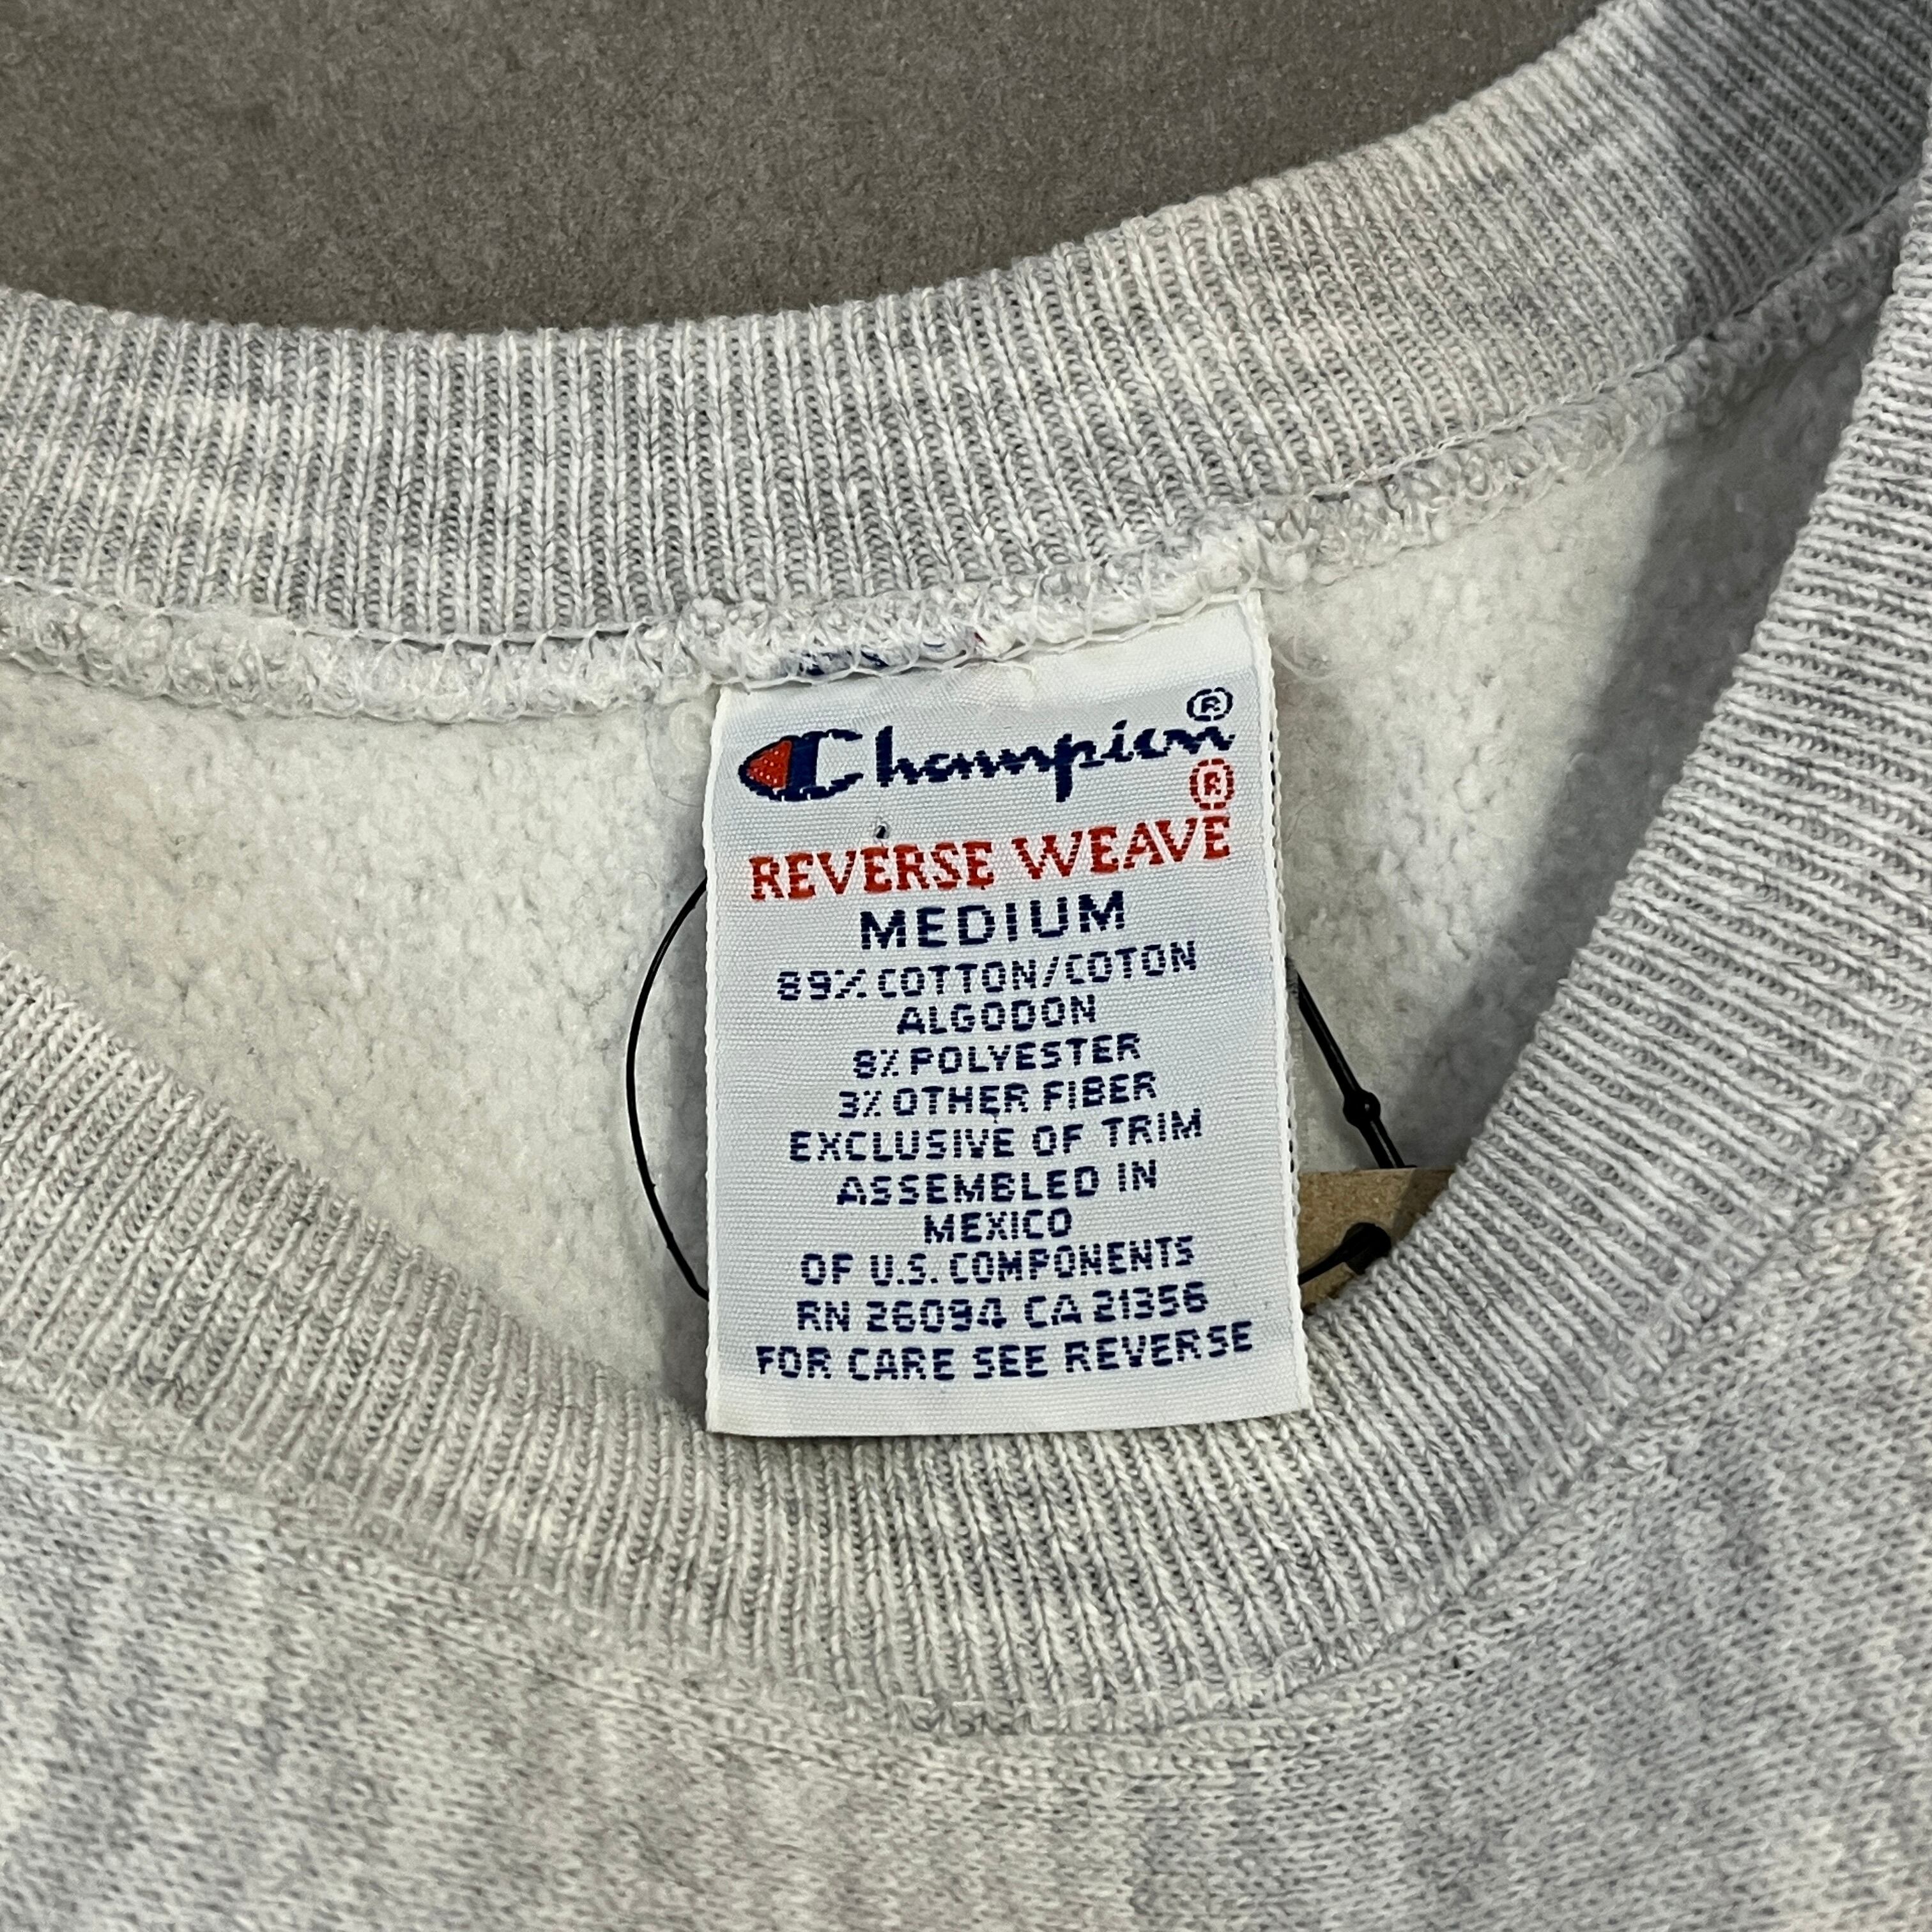 Champion®
REVERSE WEAVE®
MEDIUM
89% COTTON/COTON
ALGODON
8% POLYESTER
3% OTHER FIBER
EXCLUSIVE OF TRIM
ASSEMBLED IN
MEXICO
OF U.S. COMPONENTS
RN 26094 CA 21356
FOR CARE SEE REVERSE